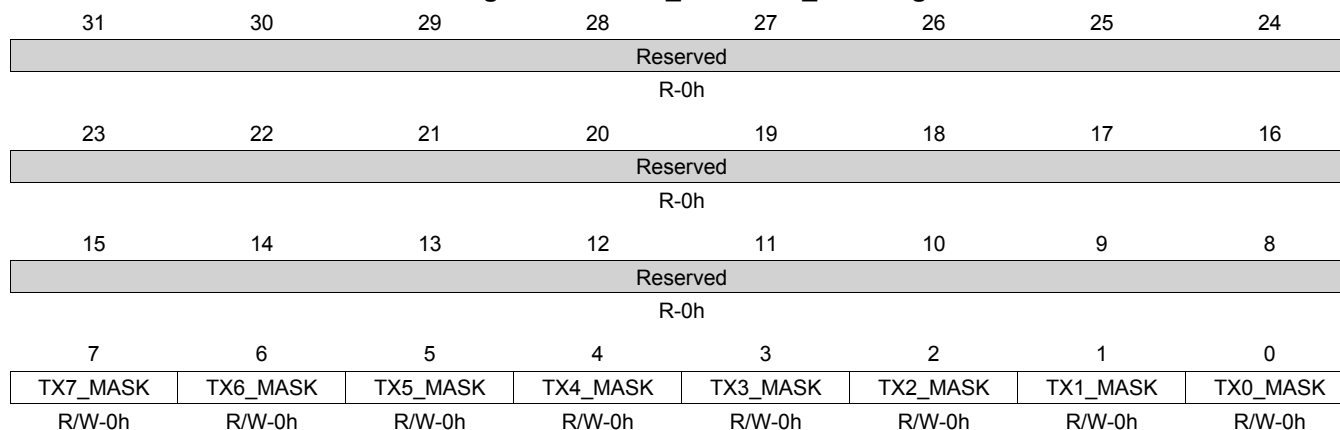 31 30 29 28 27 26 25 24
Reserved
R-0h
23 22 21 20 19 18 17 16
Reserved
R-0h
15 14 13 12 11 10 9 8
Reserved
R-0h
7 6 5 4 3 2 1 0
TX7_MASK TX6_MASK TX5_MASK TX4_MASK TX3_MASK TX2_MASK TX1_MASK TX0_MASK
R/W-0h R/W-0h R/W-0h R/W-0h R/W-0h R/W-0h R/W-0h R/W-0h